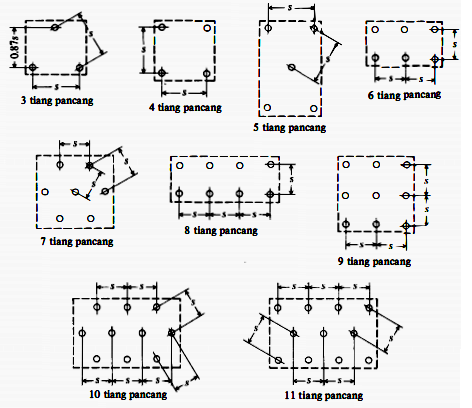 s
0.87s
s
s
3 tiang pancang
s
s
4 tiang pancang
s
s
5 tiang pancang
s
s
s
6 tiang pancang
s
s
s
7 tiang pancang
s
s
s
s
8 tiang pancang
s
s
s
s
9 tiang pancang
s
s
s
s
s
s
s
10 tiang pancang
s
s
s
s
s
s
s
11 tiang pancang